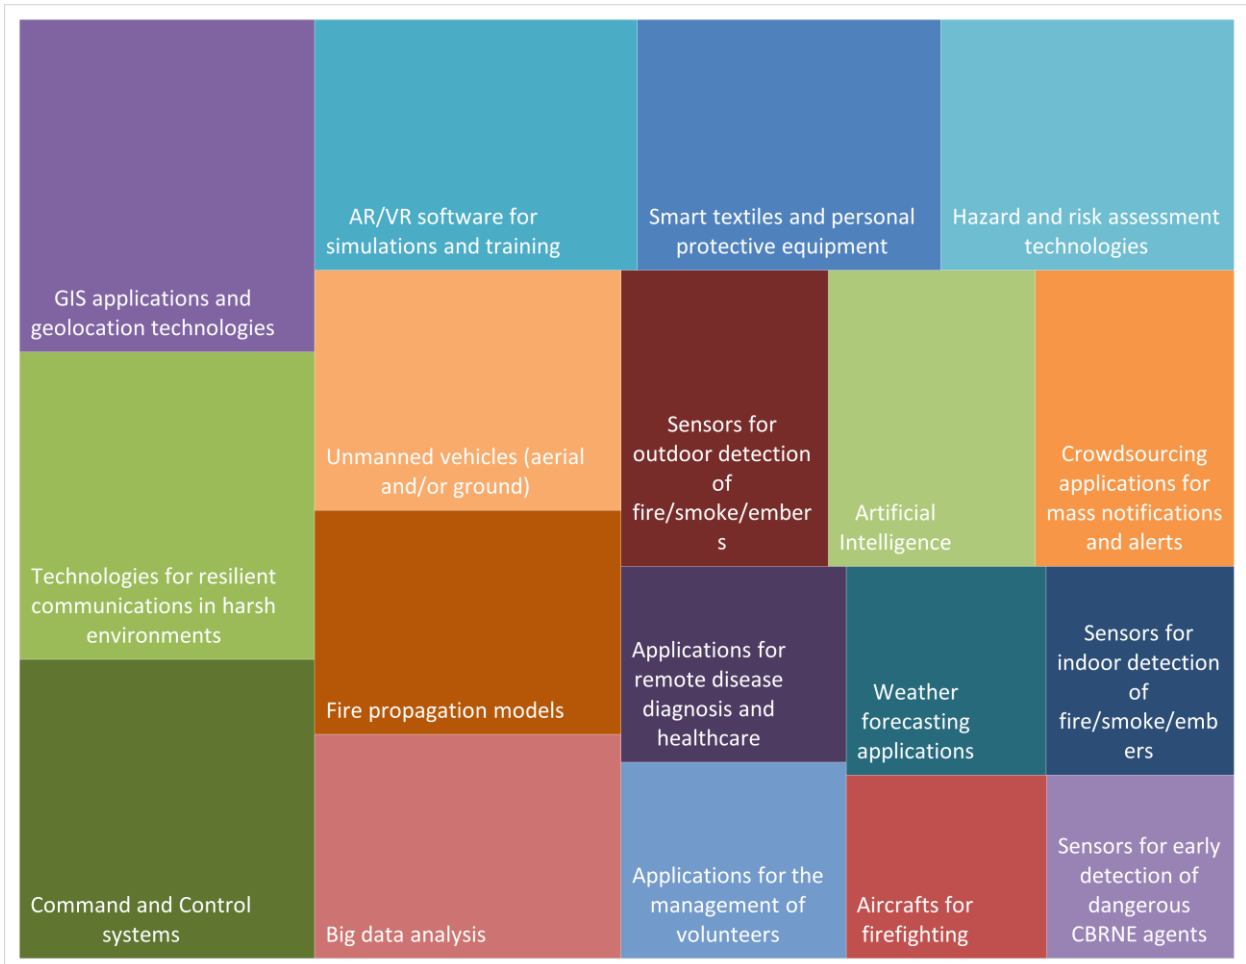 GIS applications and
geolocation technologies
AR/VR software for
simulations and training
Smart textiles and personal
protective equipment
Hazard and risk assessment
technologies
Technologies for resilient
communications in harsh
environments
Unmanned vehicles (aerial
and/or ground)
Sensors for
outdoor detection
of
fire/smoke/ember
s
Artificial
Intelligence
Crowdsourcing
applications for
mass notifications
and alerts
Command and Control
systems
Fire propagation models
Big data analysis
Applications for
remote disease
diagnosis and
healthcare
Weather
forecasting
applications
Sensors for
indoor detection
of
fire/smoke/emb
ers
Applications for the
management of
volunteers
Aircrafts for
firefighting
Sensors for early
detection of
dangerous
CBRNE agents